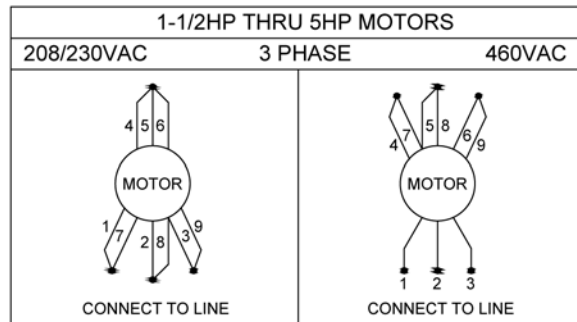 1-1/2HP THRU 5HP MOTORS
208/230VAC 3 PHASE 460VAC
4 5 6
MOTOR
1 7 2 8 3 9
CONNECT TO LINE
4 7 5 8 6 9
MOTOR
1 2 3
CONNECT TO LINE